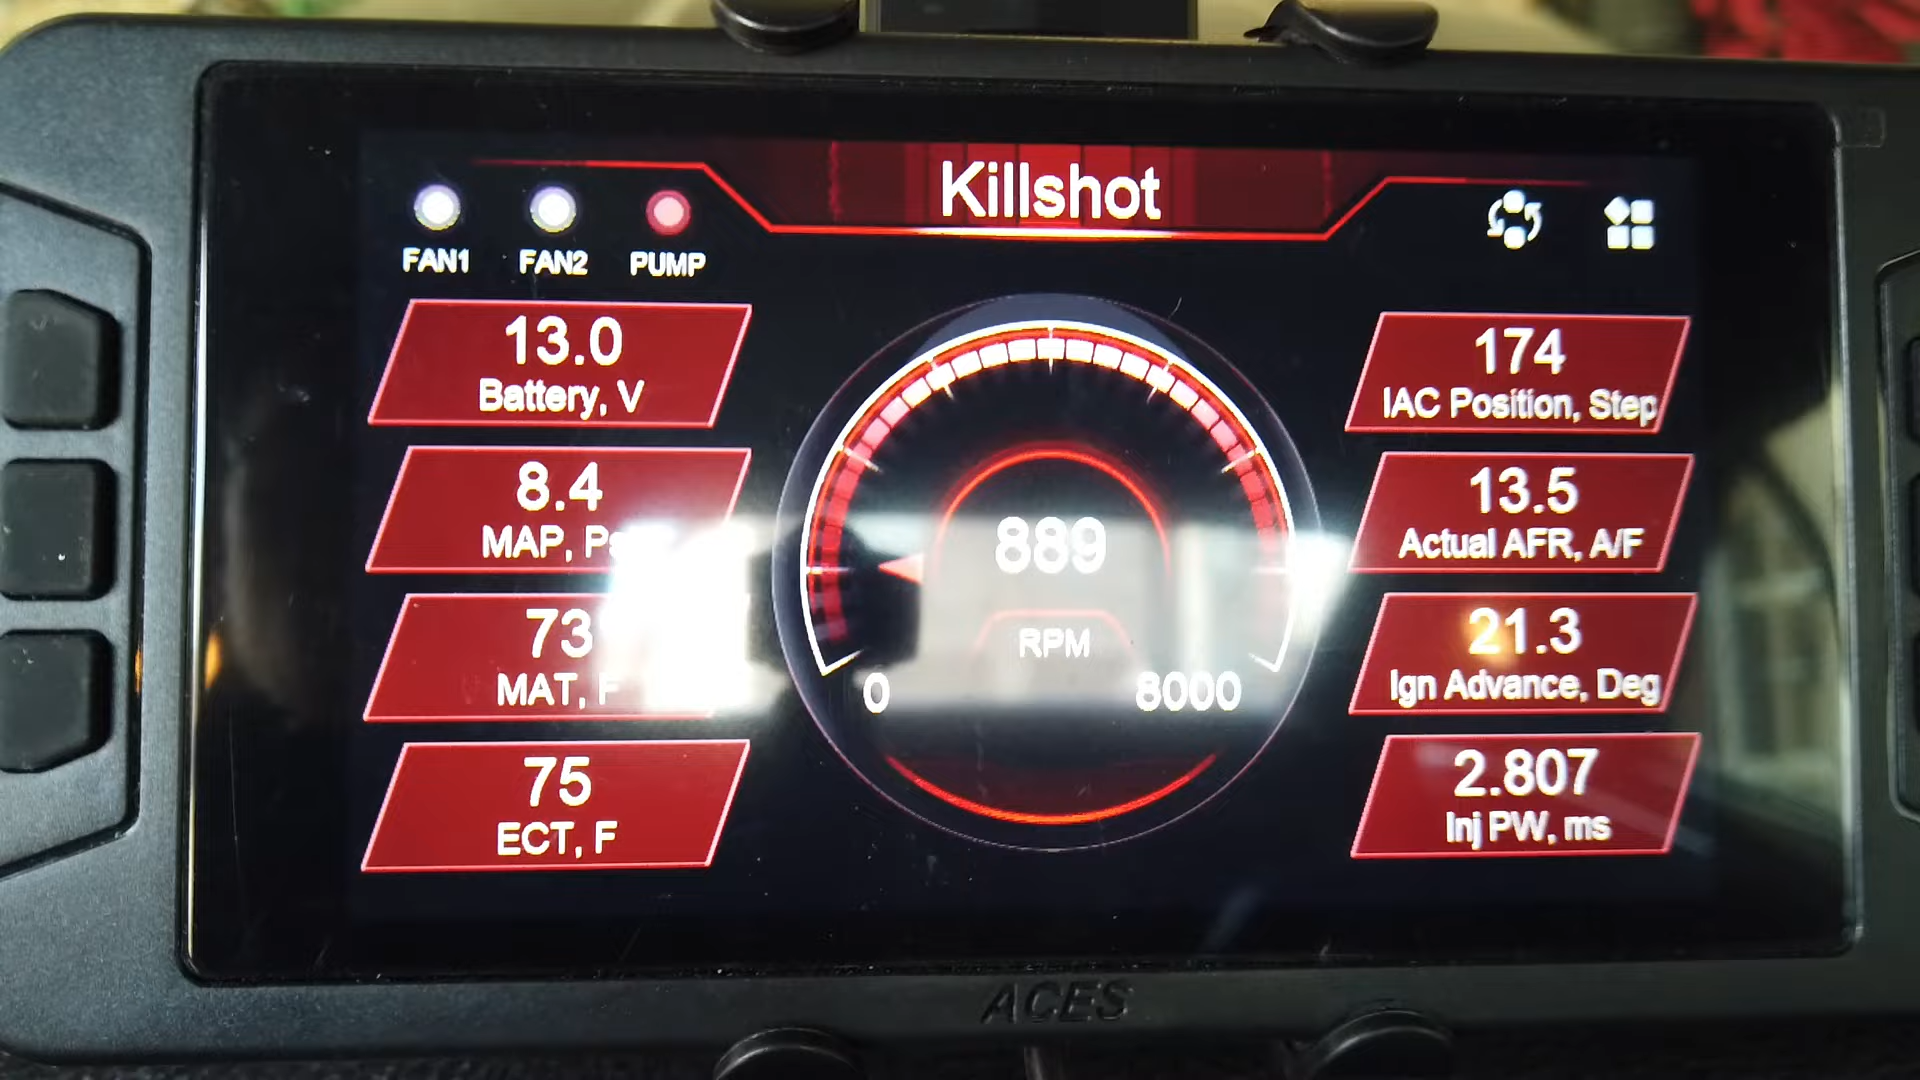 Killshot
FAN1 FAN2 PUMP
13.0
Battery, V
8.4
MAP,
73
MAT, F
75
ECT, F
889
RPM
0 8000
174
IAC Position, Step
13.5
Actual AFR, A/F
21.3
Ign Advance, Deg
2.807
Inj PW, ms
ACES